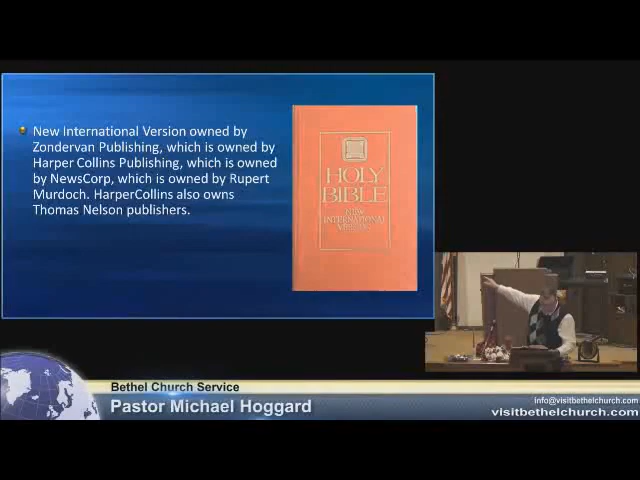 New International Version owned by
Zondervan Publishing, which is owned by
Harper Collins Publishing, which is owned
by NewsCorp, which is owned by Rupert
Murdoch. HarperCollins also owns
Thomas Nelson publishers.
HOLY
BIBLE
NEW
INTERNATIONAL
VERSION
Bethel Church Service
Pastor Michael Hoggard
Info@visitbethelchurch.com
visitbethelchurch.com